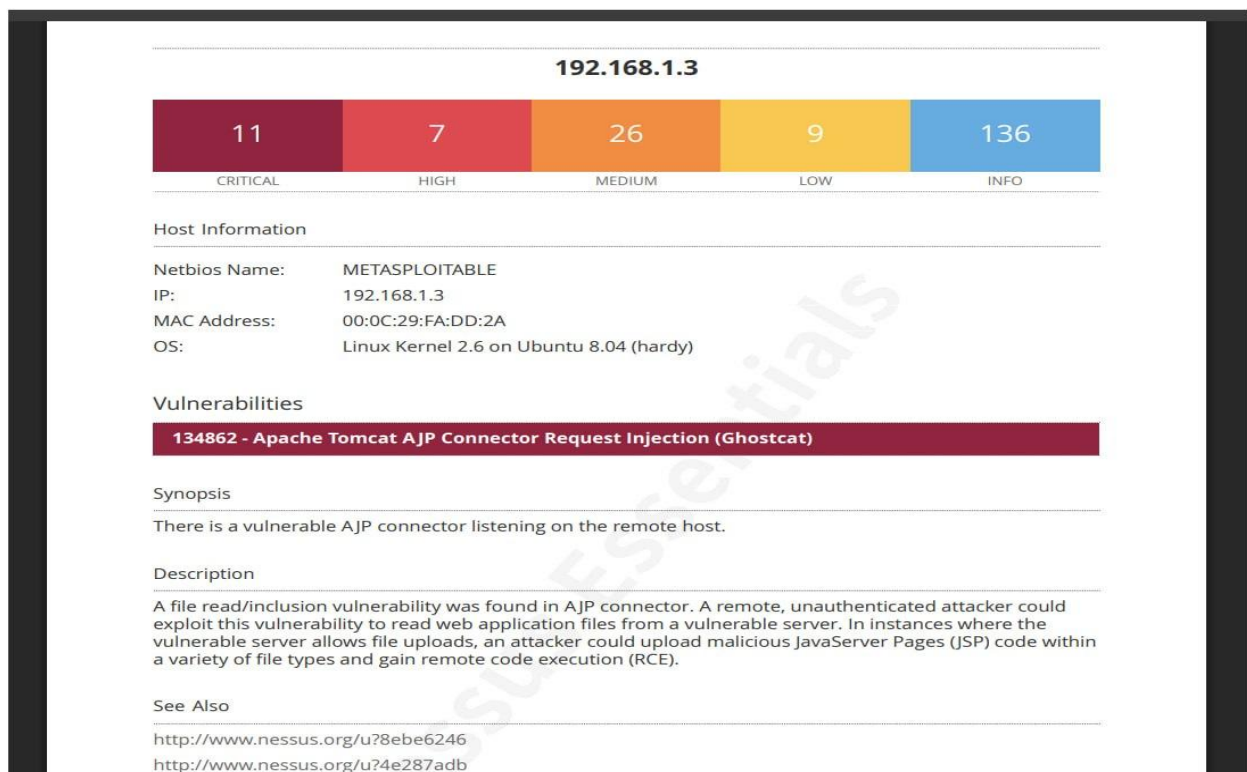 192.168.1.3
11 7 26 9 136
CRITICAL HIGH MEDIUM LOW INFO
Host Information
Netbios Name: METASPLOITABLE
IP: 192.168.1.3
MAC Address: 00:0C:29:FA:DD:2A
OS: Linux Kernel 2.6 on Ubuntu 8.04 (hardy)
Vulnerabilities
134862 - Apache Tomcat AJP Connector Request Injection (Ghostcat)
Synopsis
There is a vulnerable AJP connector listening on the remote host.
Description
A file read/inclusion vulnerability was found in AJP connector. A remote, unauthenticated attacker could
exploit this vulnerability to read web application files from a vulnerable server. In instances where the
vulnerable server allows file uploads, an attacker could upload malicious JavaServer Pages (JSP) code within
a variety of file types and gain remote code execution (RCE).
See Also
http://www.nessus.org/u?8ebe6246
http://www.nessus.org/u?4e287adb
ssus Essentials